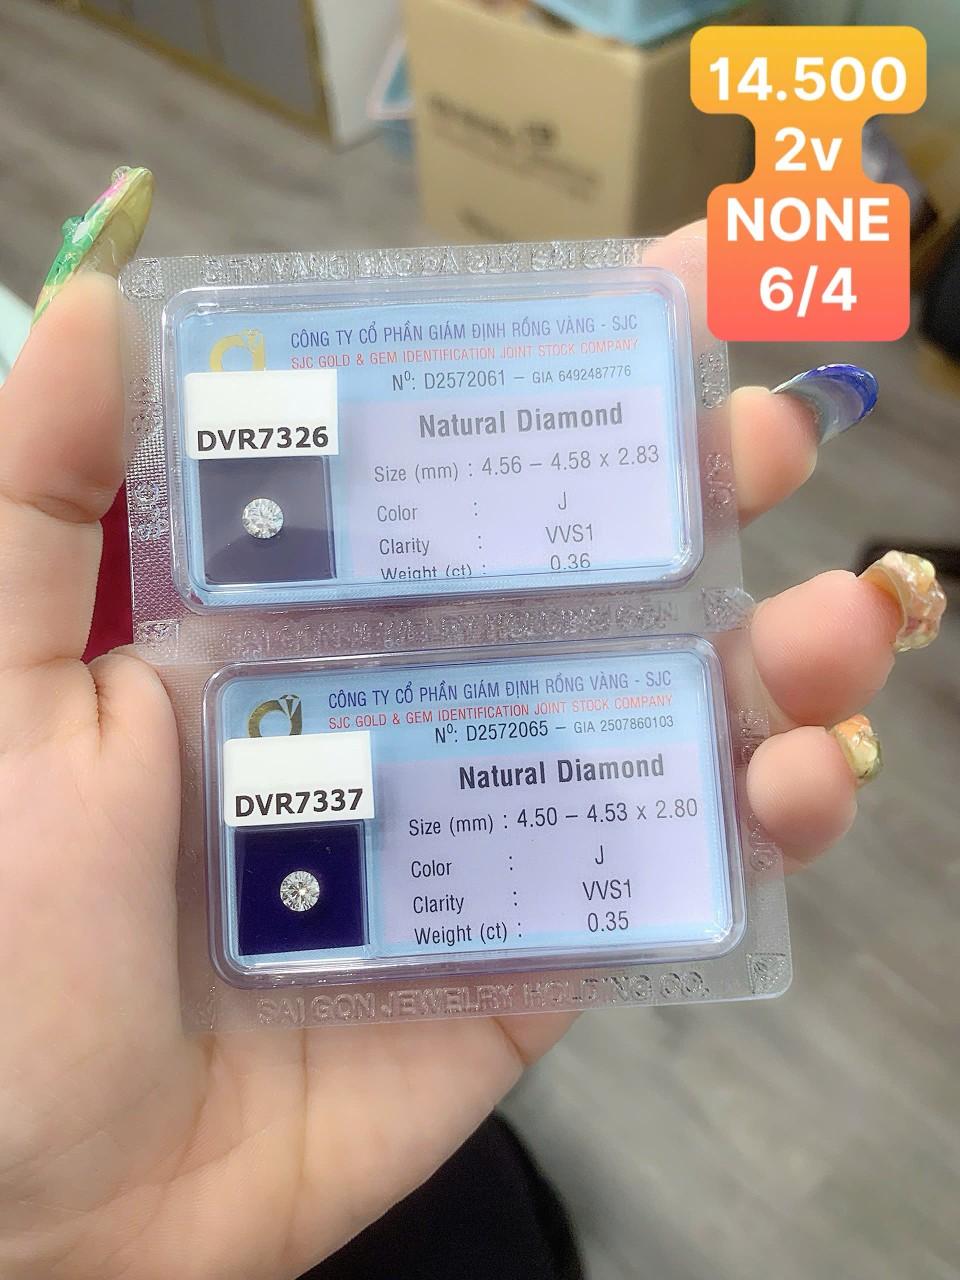 14.500
2v
NONE
6/4
CÔNG TY CỔ PHẦN GIÁM ĐỊNH RỒNG VÀNG - SJC
SJC GOLD & GEM IDENTIFICATION JOINT STOCK COMPANY
Nº: D2572061 – GIA 6492487776
Natural Diamond
DVR7326
Size (mm) : 4.56 – 4.58 x 2.83
Color : J
Clarity : VVS1
Weight (ct) : 0.36
CÔNG TY CỔ PHẦN GIÁM ĐỊNH RỒNG VÀNG - SJC
SJC GOLD & GEM IDENTIFICATION JOINT STOCK COMPANY
Nº: D2572065 – GIA 2507860103
Natural Diamond
DVR7337
Size (mm) : 4.50 – 4.53 x 2.80
Color : J
Clarity : VVS1
Weight (ct) : 0.35
SAI GON JEWELRY HOLDING CO.